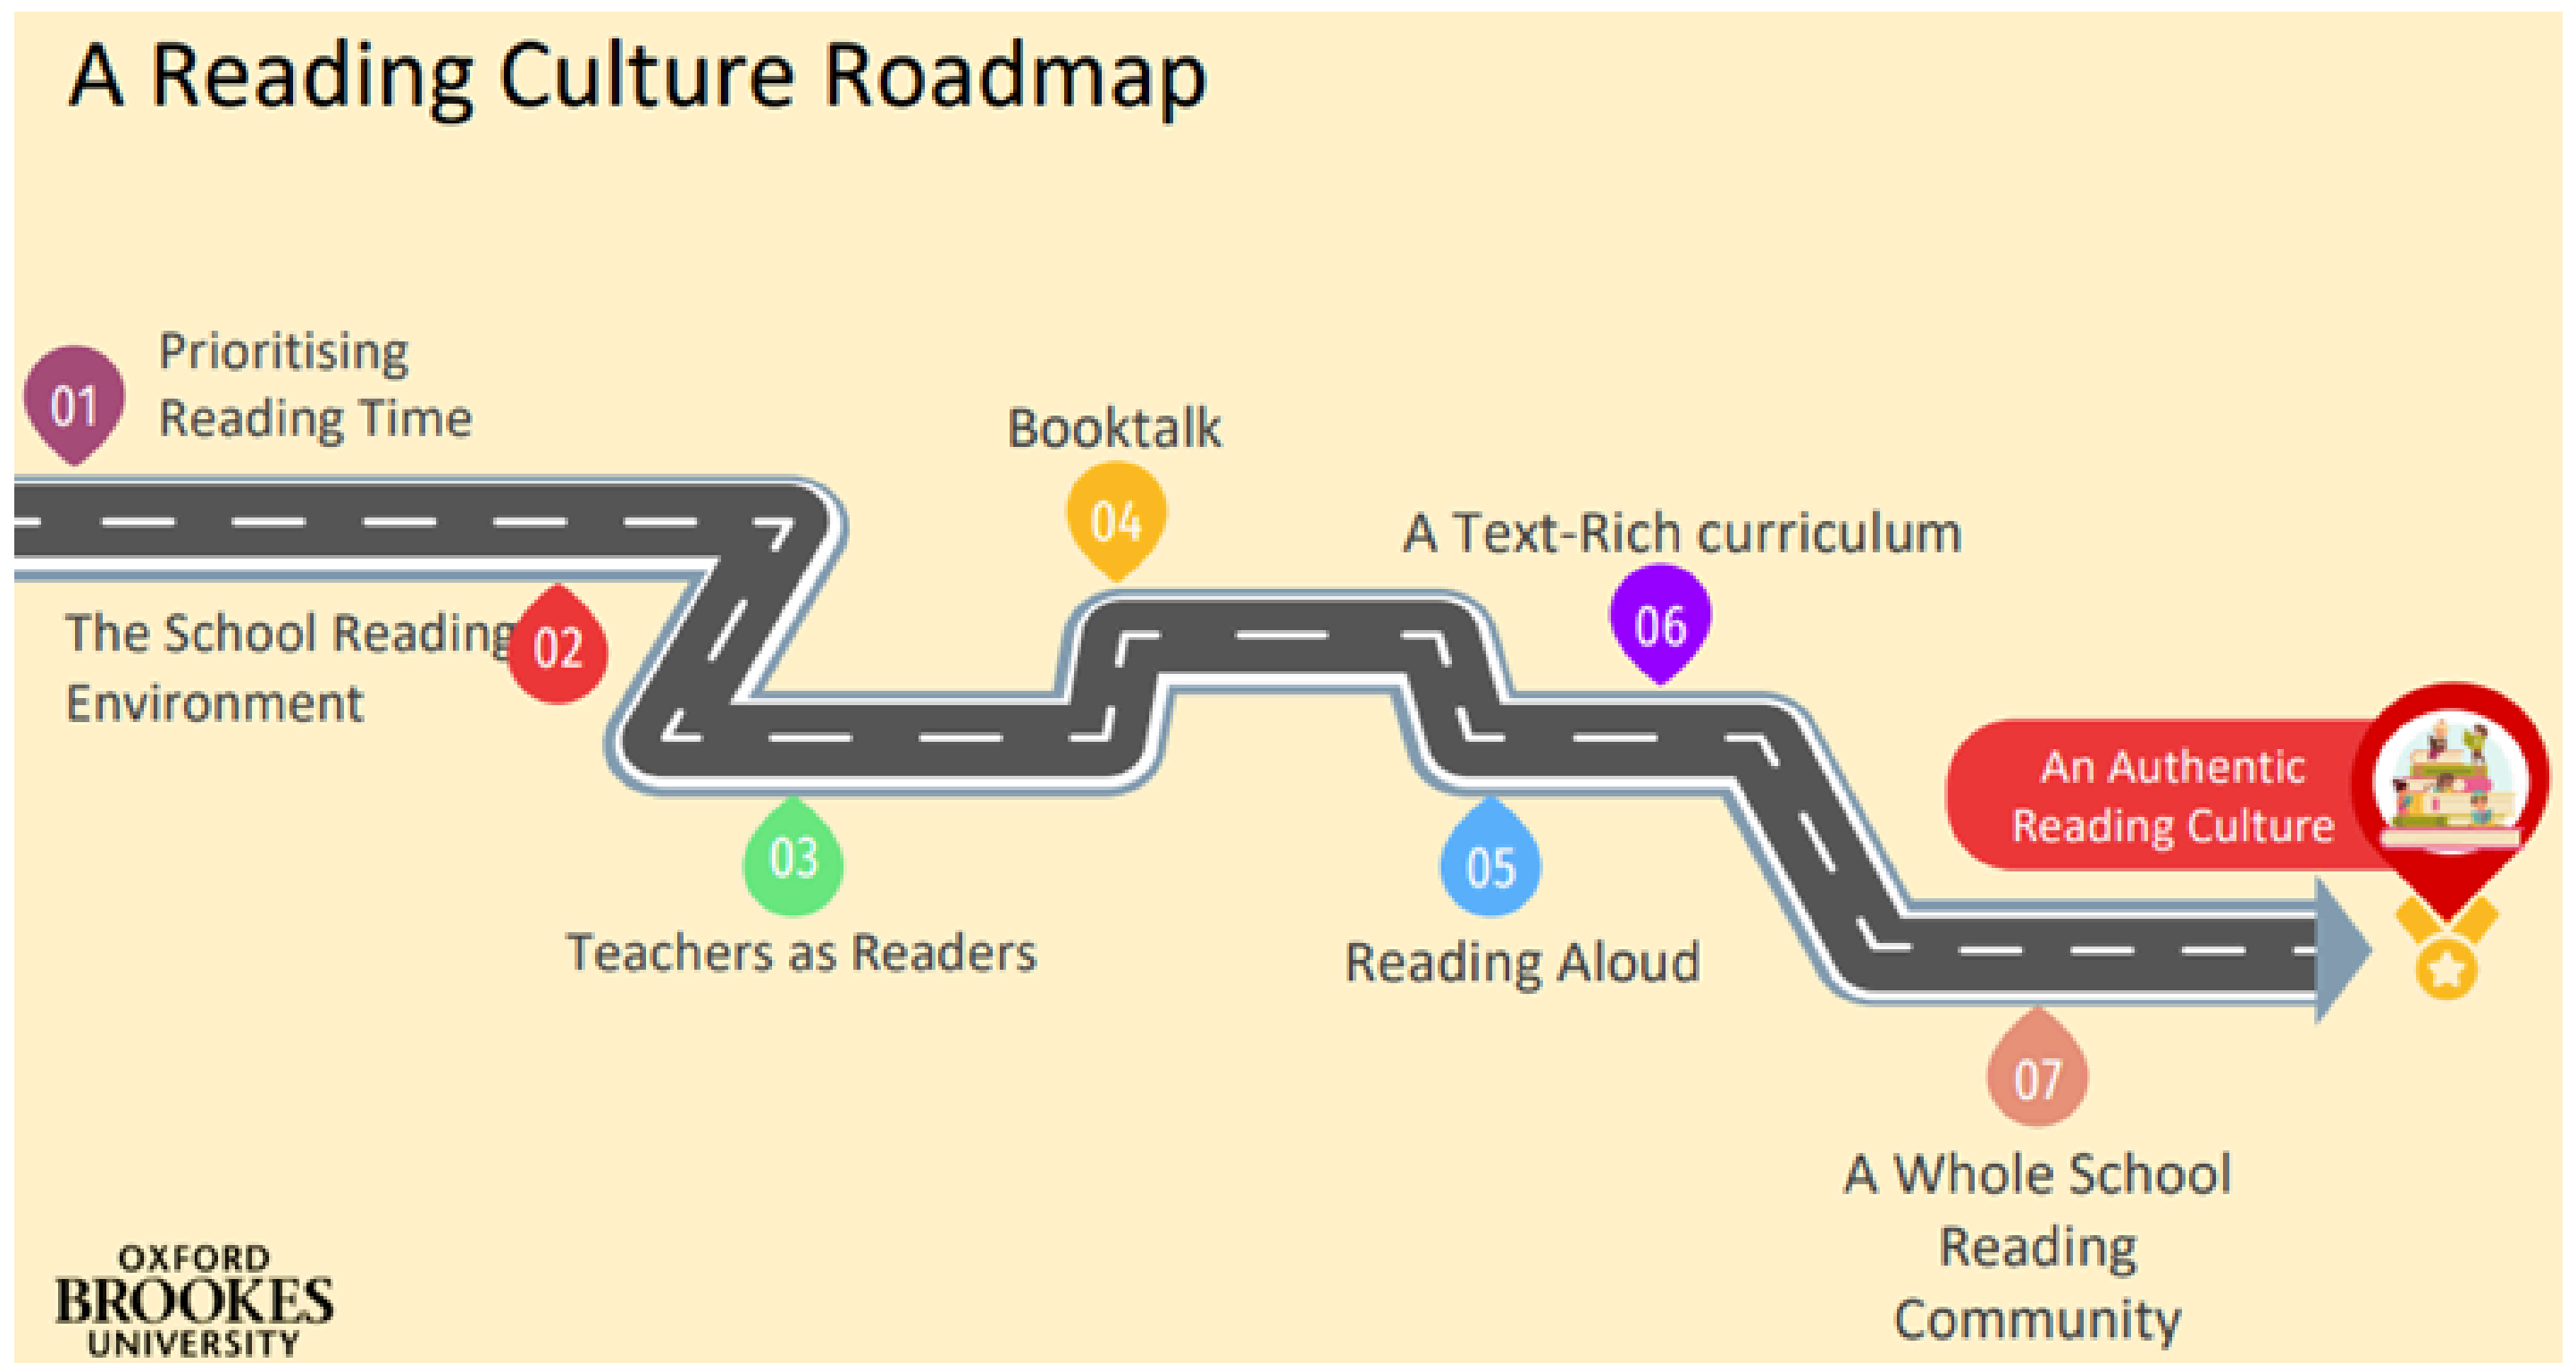 A Reading Culture Roadmap
01
Prioritising
Reading Time
The School Reading
Environment
02
03
Teachers as Readers
Booktalk
04
05
Reading Aloud
A Text-Rich curriculum
06
07
A Whole School
Reading
Community
An Authentic
Reading Culture
OXFORD
BROOKES
UNIVERSITY